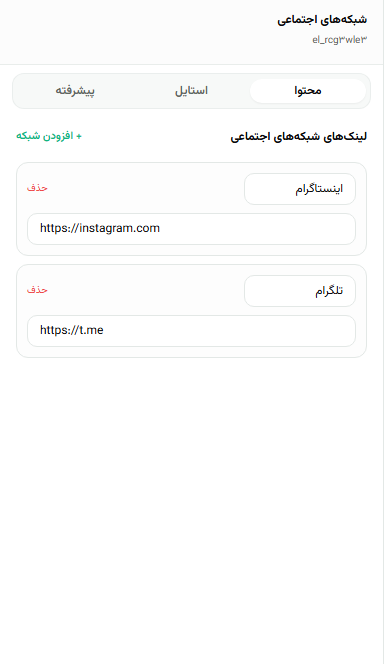 شبکه‌های اجتماعی
el_rcg۳wle۳
محتوا استایل پیشرفته
لینک‌های شبکه‌های اجتماعی + افزودن شبکه
اینستاگرام حذف
https://instagram.com
تلگرام حذف
https://t.me